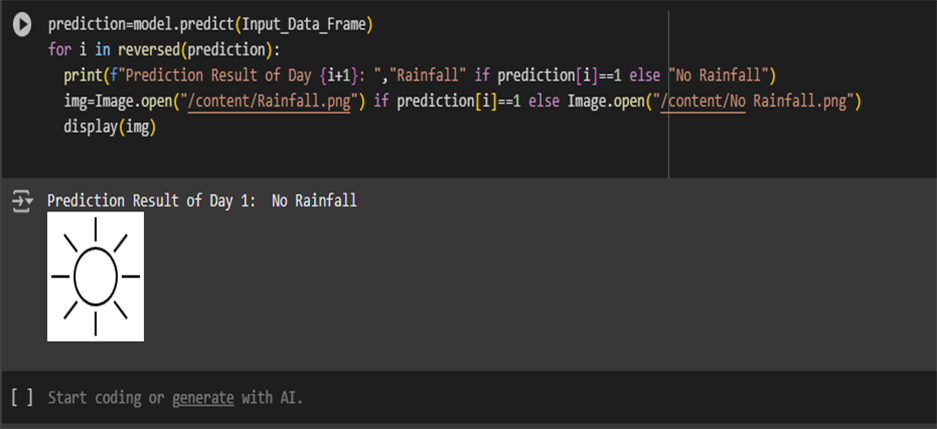 prediction=model.predict(Input_Data_Frame)
for i in reversed(prediction):
  print(f"Prediction Result of Day {i+1}: ","Rainfall" if prediction[i]==1 else "No Rainfall")
  img=Image.open("/content/Rainfall.png") if prediction[i]==1 else Image.open("/content/No Rainfall.png")
  display(img)
Prediction Result of Day 1:  No Rainfall
[ ] Start coding or generate with AI.